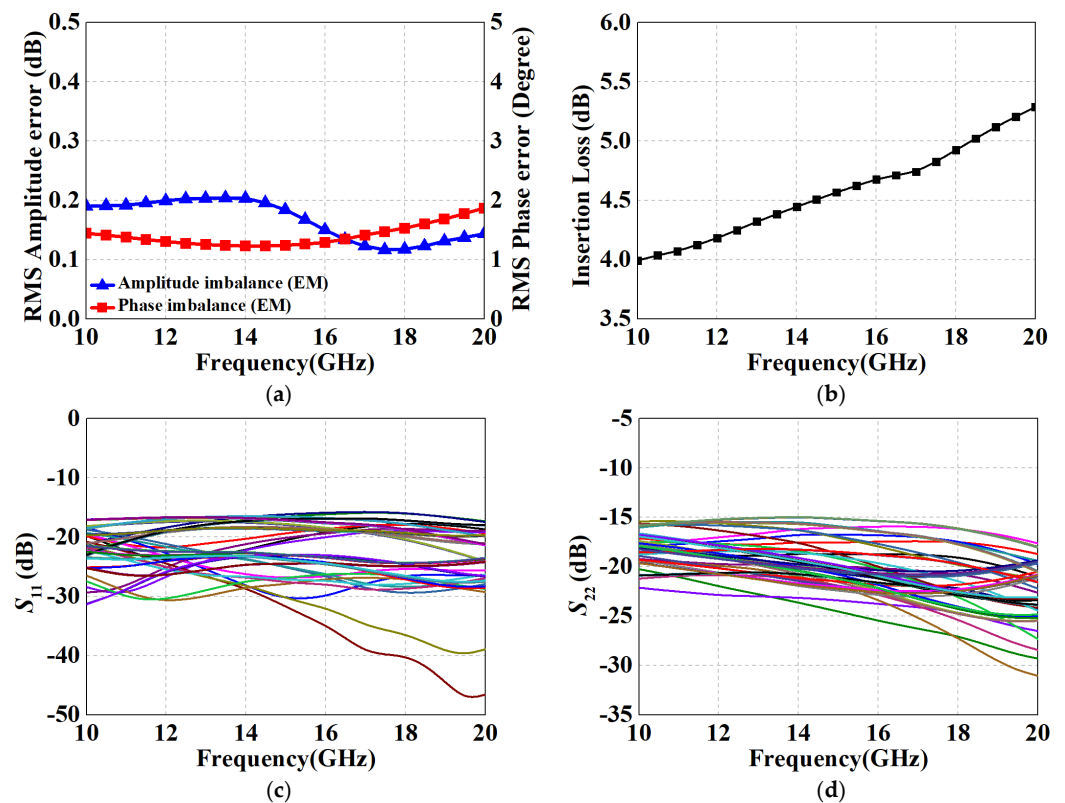 0.5
0.4
0.3
0.2
0.1
0.0
RMS Amplitude error (dB)
5
4
3
2
1
0
RMS Phase error (Degree)
Amplitude imbalance (EM)
Phase imbalance (EM)
10 12 14 16 18 20
Frequency(GHz)
(a)
6.0
5.5
5.0
4.5
4.0
3.5
Insertion Loss (dB)
10 12 14 16 18 20
Frequency(GHz)
(b)
0
-10
-20
-30
-40
-50
S11 (dB)
10 12 14 16 18 20
Frequency(GHz)
(c)
-5
-10
-15
-20
-25
-30
-35
S22 (dB)
10 12 14 16 18 20
Frequency(GHz)
(d)